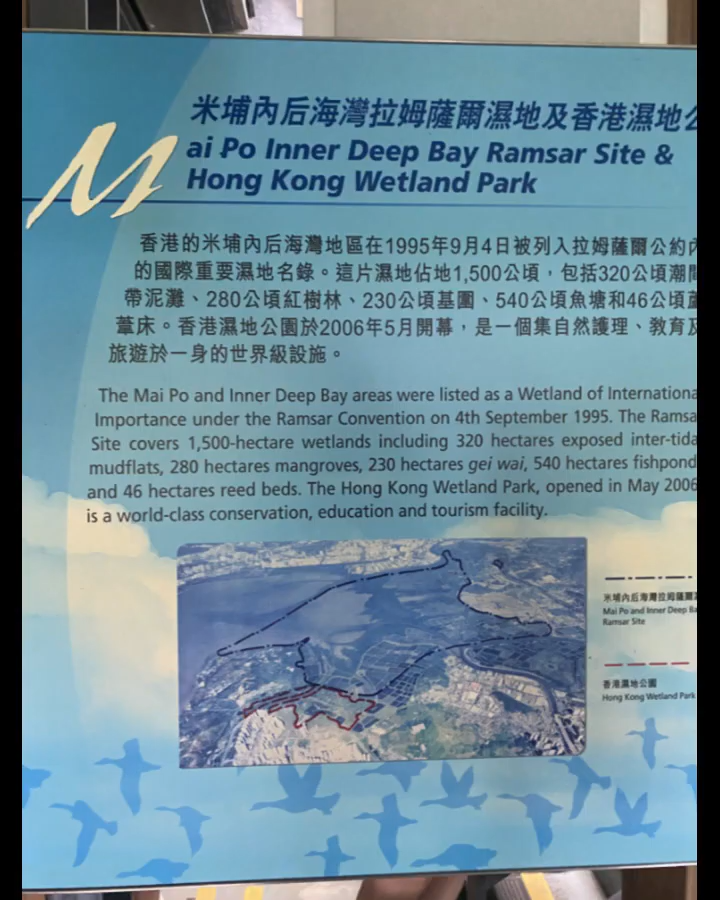 米埔內后海灣拉姆薩爾濕地及香港濕地公
Mai Po Inner Deep Bay Ramsar Site &
Hong Kong Wetland Park
香港的米埔內后海灣地區在1995年9月4日被列入拉姆薩爾公約內
的國際重要濕地名錄。這片濕地佔地1,500公頃，包括320公頃潮間
帶泥灘、280公頃紅樹林、230公頃基圍、540公頃魚塘和46公頃蘆
葦床。香港濕地公園於2006年5月開幕，是一個集自然護理、教育及
旅遊於一身的世界級設施。
The Mai Po and Inner Deep Bay areas were listed as a Wetland of Internationa
Importance under the Ramsar Convention on 4th September 1995. The Ramsa
Site covers 1,500-hectare wetlands including 320 hectares exposed inter-tida
mudflats, 280 hectares mangroves, 230 hectares gei wai, 540 hectares fishpond
and 46 hectares reed beds. The Hong Kong Wetland Park, opened in May 2006
is a world-class conservation, education and tourism facility.
米埔內后海灣拉姆薩爾
Mai Po and Inner Deep Ba
Ramsar Site
香港濕地公園
Hong Kong Wetland Park